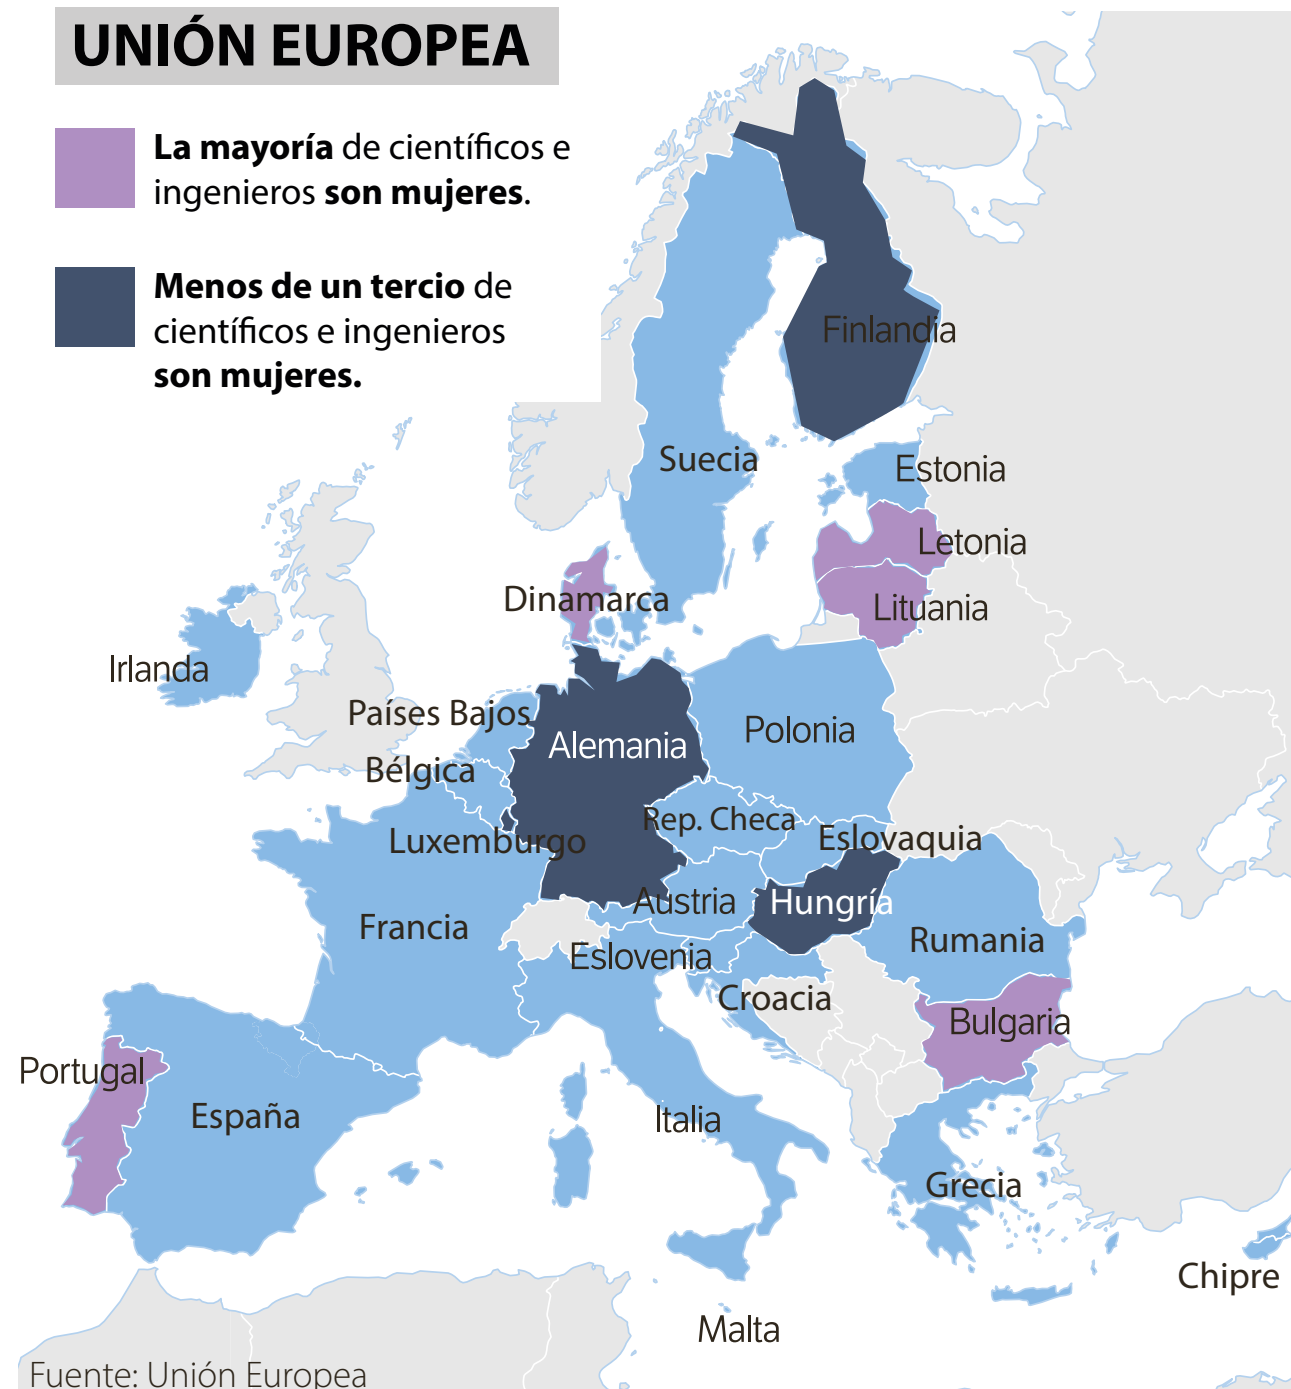 UNIÓN EUROPEA
La mayoría de científicos e
ingenieros son mujeres.
Menos de un tercio de
científicos e ingenieros
son mujeres.
Finlandia
Suecia
Estonia
Letonia
Dinamarca
Lituania
Irlanda
Países Bajos
Alemania
Polonia
Bélgica
Rep. Checa
Luxemburgo
Eslovaquia
Austria
Hungría
Francia
Rumania
Eslovenia
Croacia
Bulgaria
Portugal
España
Italia
Grecia
Chipre
Malta
Fuente: Unión Europea